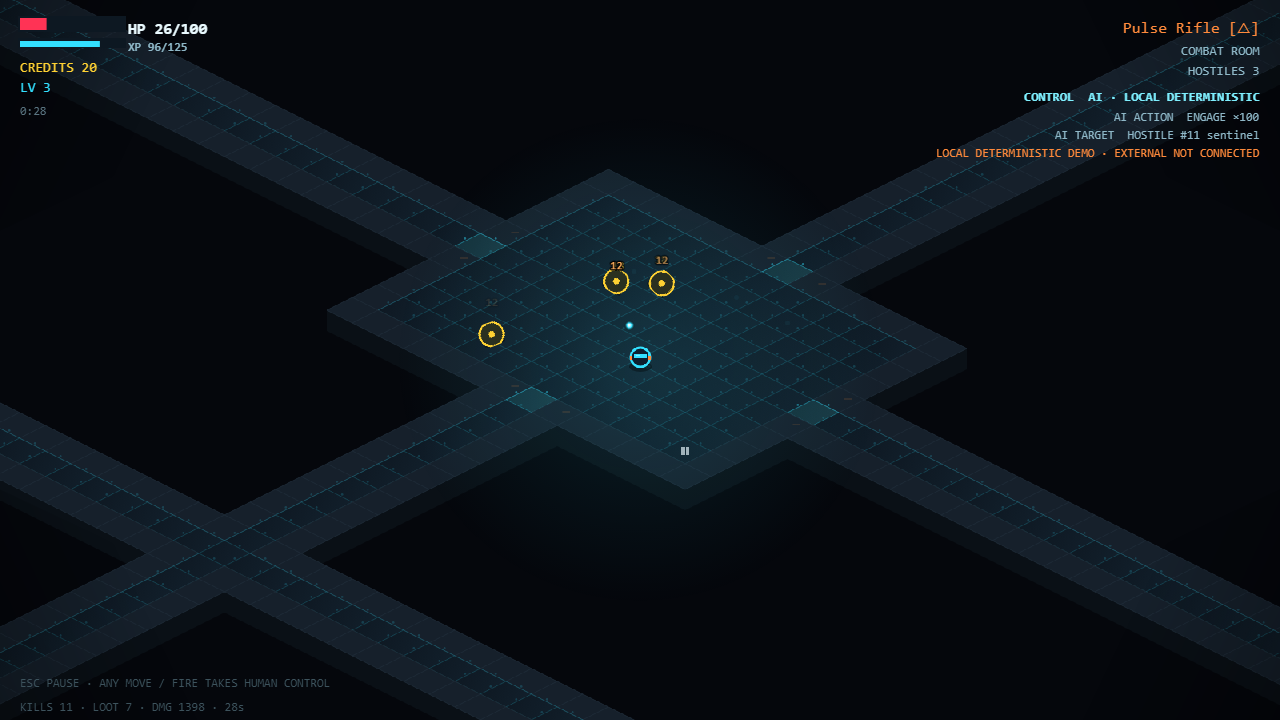 HP 26/100
XP 96/125
CREDITS 20
LV 3
0:28
Pulse Rifle [△]
COMBAT ROOM
HOSTILES 3
CONTROL AI · LOCAL DETERMINISTIC
AI ACTION ENGAGE ×100
AI TARGET HOSTILE #11 sentinel
LOCAL DETERMINISTIC DEMO · EXTERNAL NOT CONNECTED
12
12
12
ESC PAUSE · ANY MOVE / FIRE TAKES HUMAN CONTROL
KILLS 11 · LOOT 7 · DMG 1398 · 28s